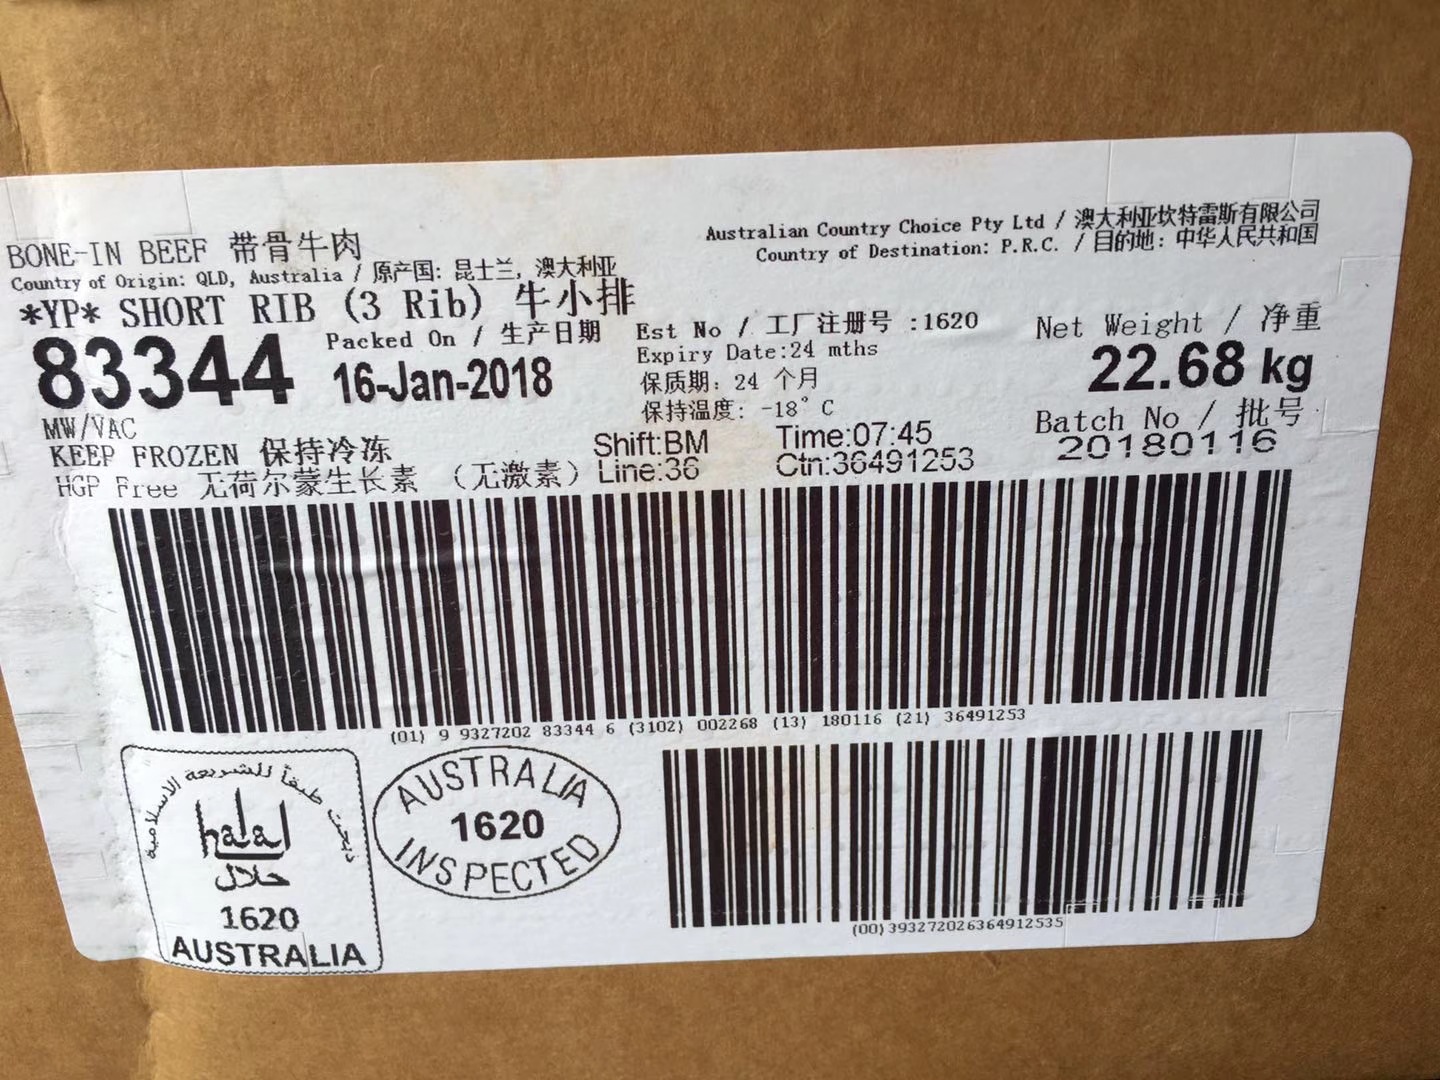 Australian Country Choice Pty Ltd / 澳大利亚坎特雷斯有限公司
Country of Destination: P.R.C. / 目的地: 中华人民共和国
BONE-IN BEEF 带骨牛肉
Country of Origin: QLD, Australia / 原产国: 昆士兰, 澳大利亚
*YP* SHORT RIB (3 Rib) 牛小排
83344
Packed On / 生产日期
16-Jan-2018
Est No / 工厂注册号 :1620
Expiry Date:24 mths
保质期: 24 个月
保持温度: -18° C
Net Weight / 净重
22.68 kg
Batch No / 批号
20180116
MW/VAC
KEEP FROZEN 保持冷冻
HGP Free 无荷尔蒙生长素 (无激素)
Shift:BM
Line:36
Time:07:45
Ctn:36491253
(01) 9 9327202 83344 6 (3102) 002268 (13) 180116 (21) 36491253
ذبحت طبقاً للشريعة الاسلامية
halal
حلال
1620
AUSTRALIA
AUSTRALIA
1620
INSPECTED
(00)393272026364912535